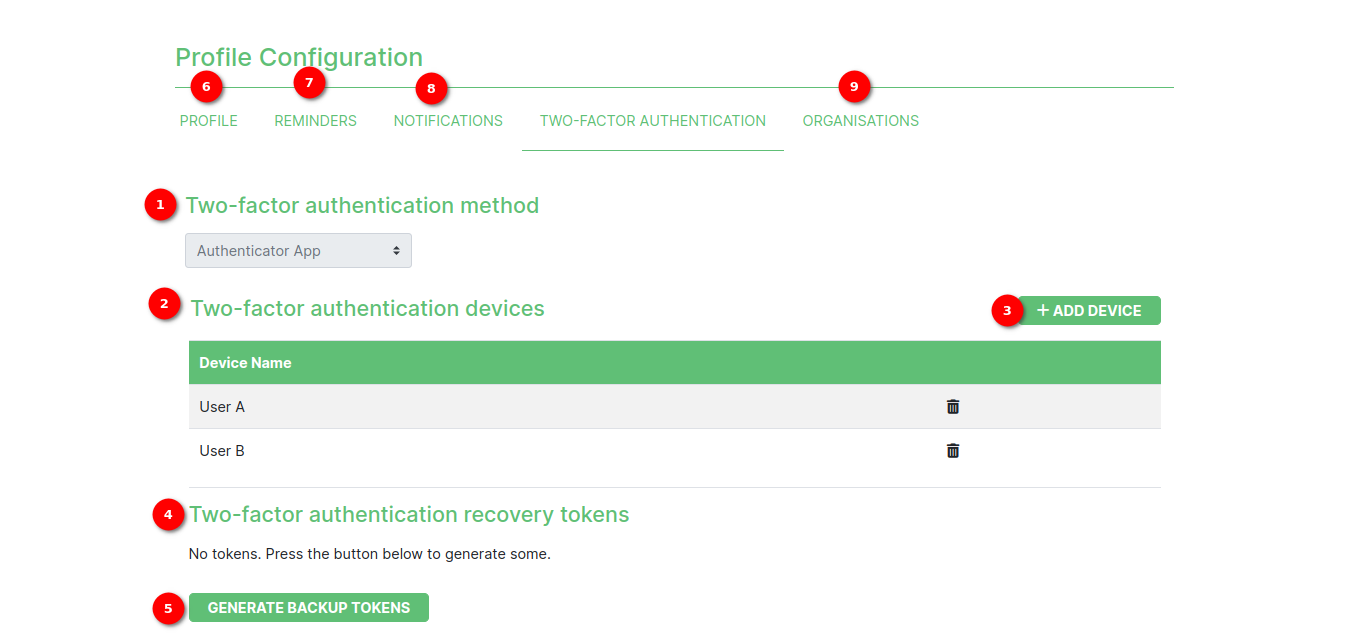 Profile Configuration
6 7 8 9
PROFILE REMINDERS NOTIFICATIONS TWO-FACTOR AUTHENTICATION ORGANISATIONS
1 Two-factor authentication method
Authenticator App
2 Two-factor authentication devices 3 + ADD DEVICE
Device Name
User A
User B
4 Two-factor authentication recovery tokens
No tokens. Press the button below to generate some.
5 GENERATE BACKUP TOKENS